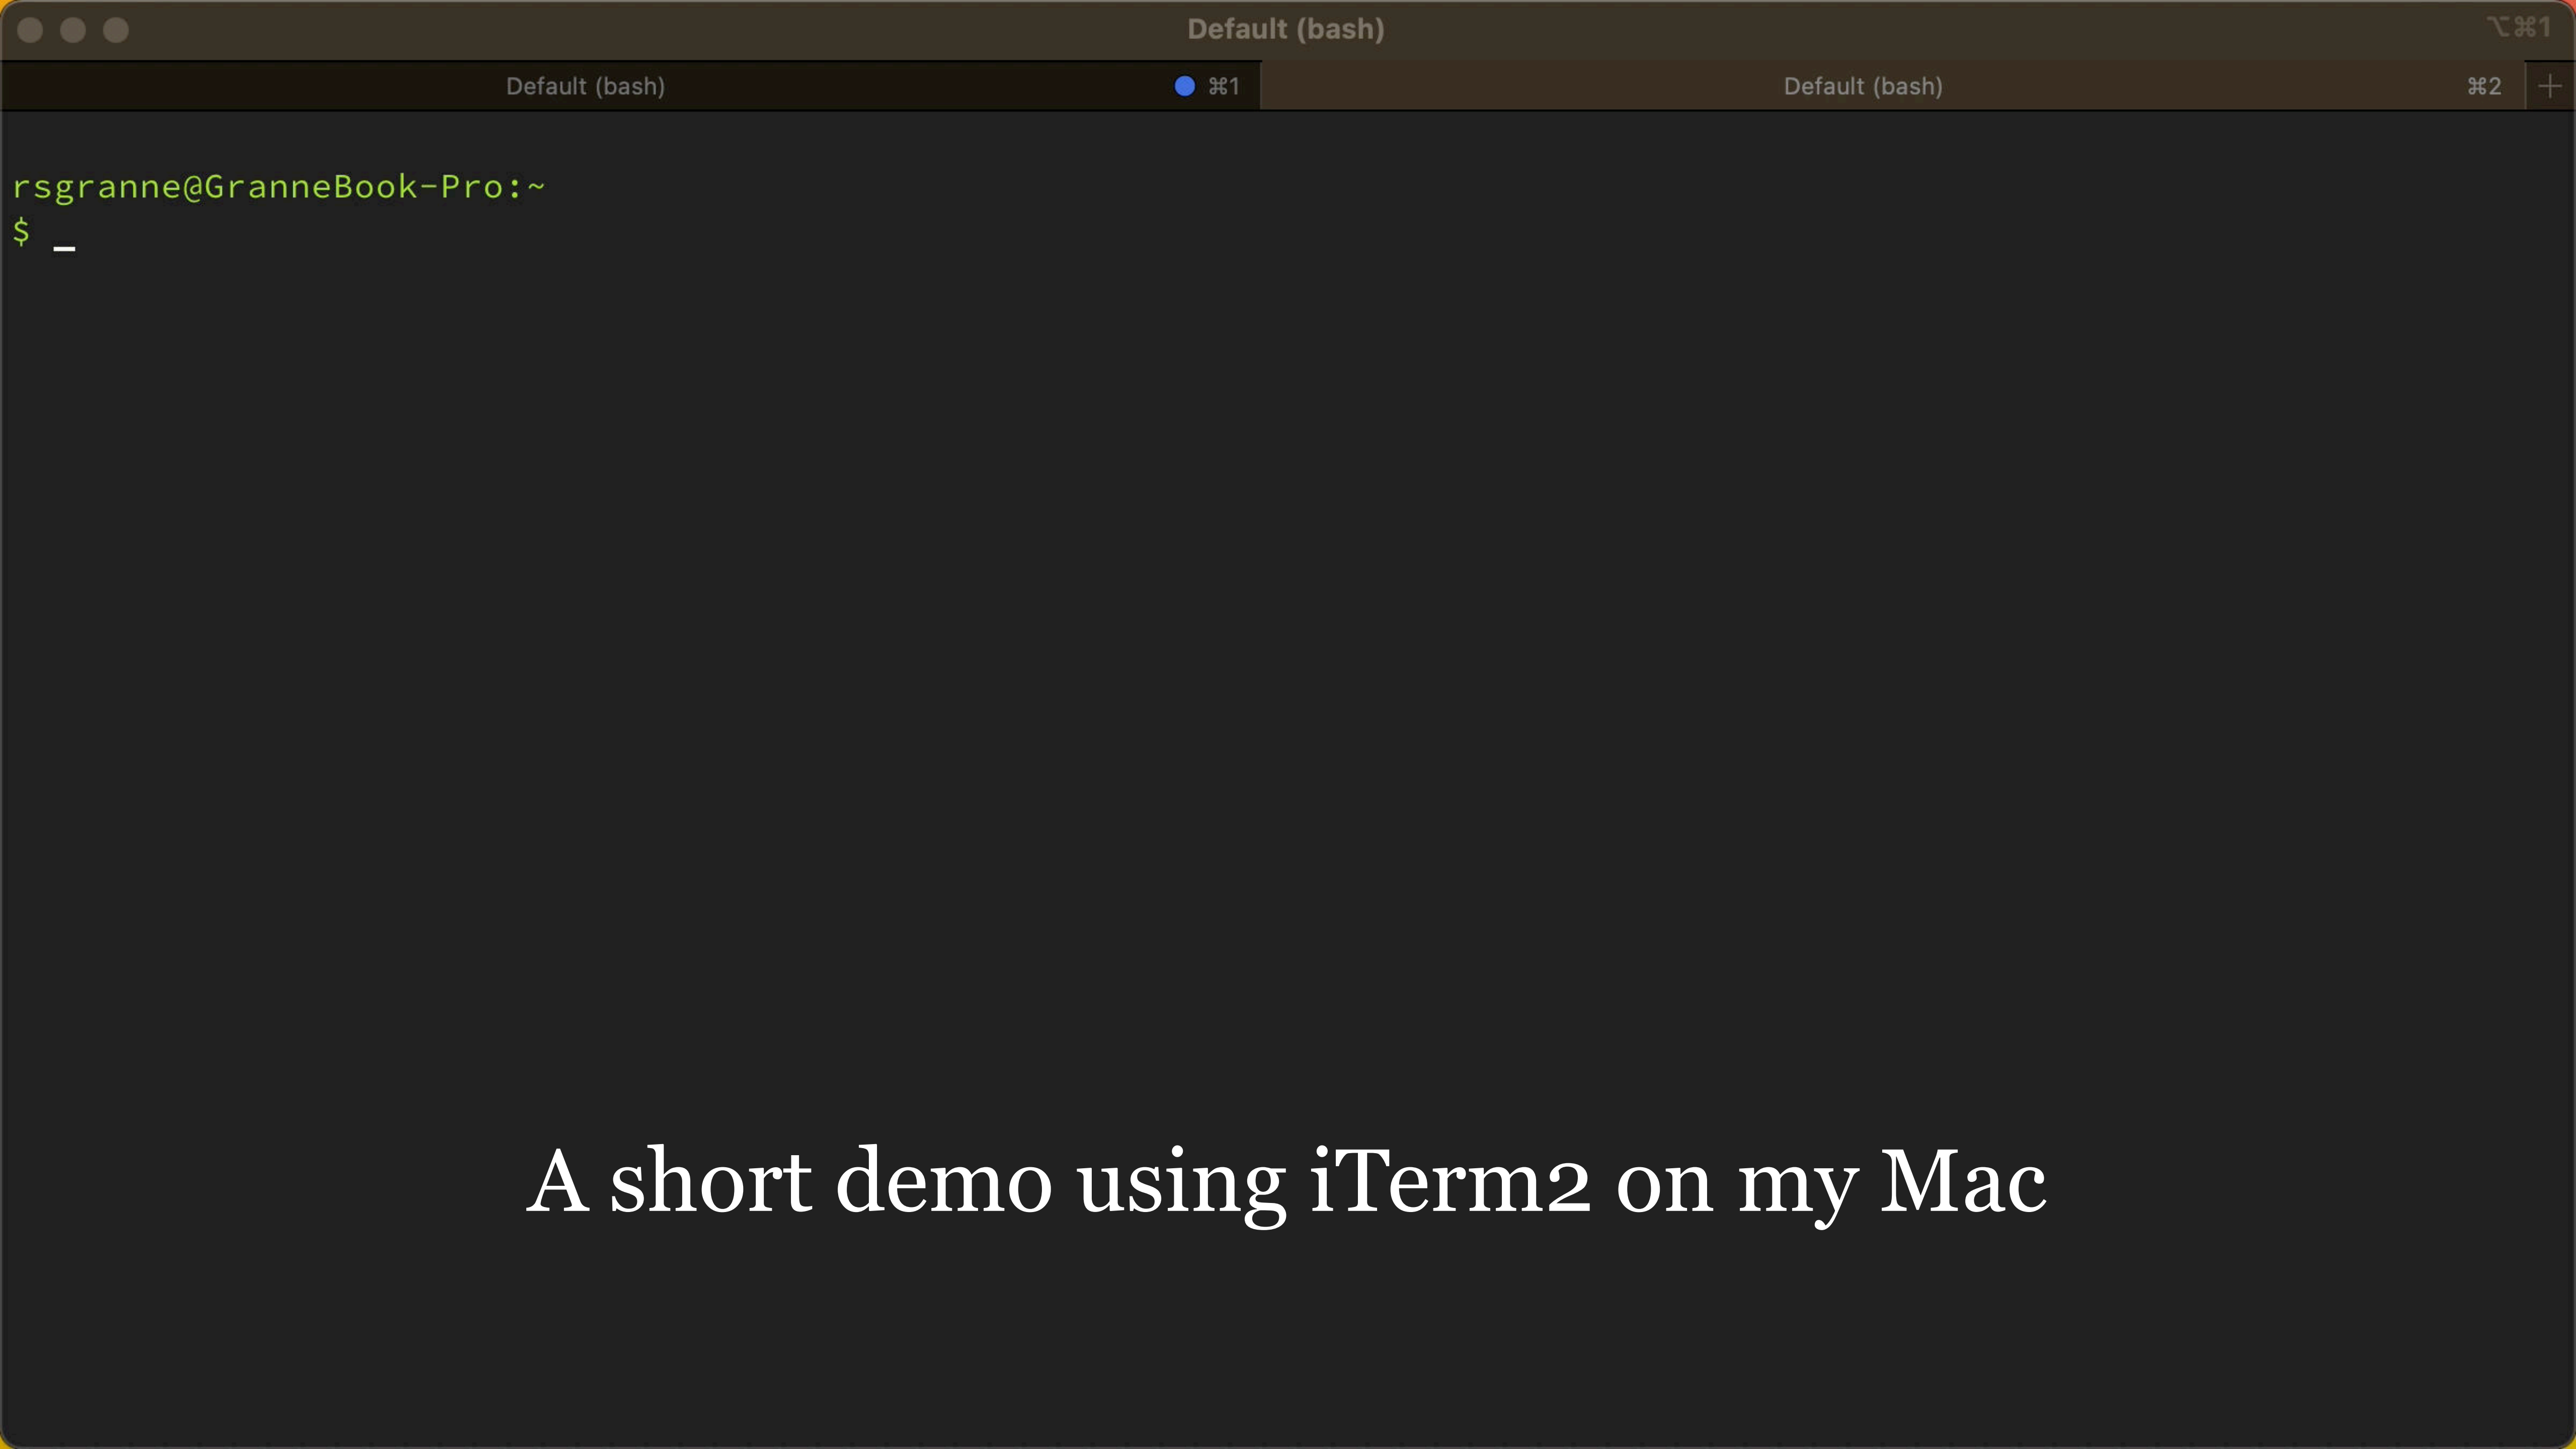 Default (bash)
⌥⌘1
Default (bash)
⌘1
Default (bash)
⌘2
rsgranne@GranneBook-Pro:~
$ _
A short demo using iTerm2 on my Mac